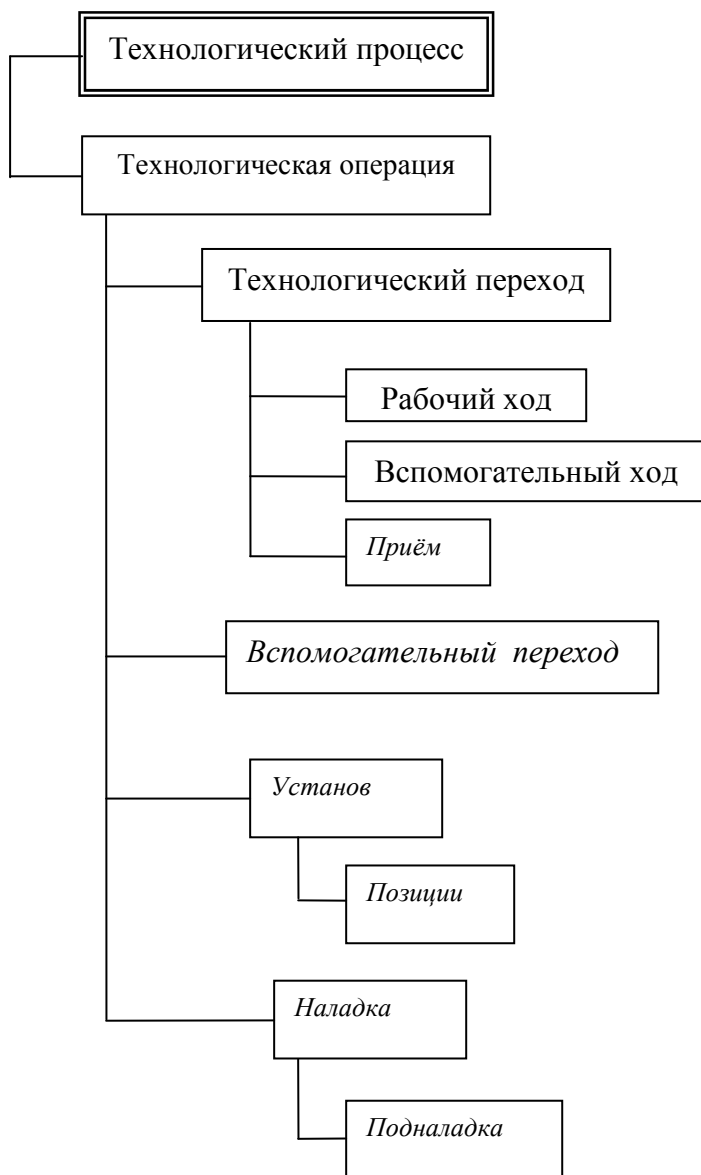 Технологический процесс
Технологическая операция
Технологический переход
Рабочий ход
Вспомогательный ход
Приём
Вспомогательный переход
Установ
Позиции
Наладка
Подналадка